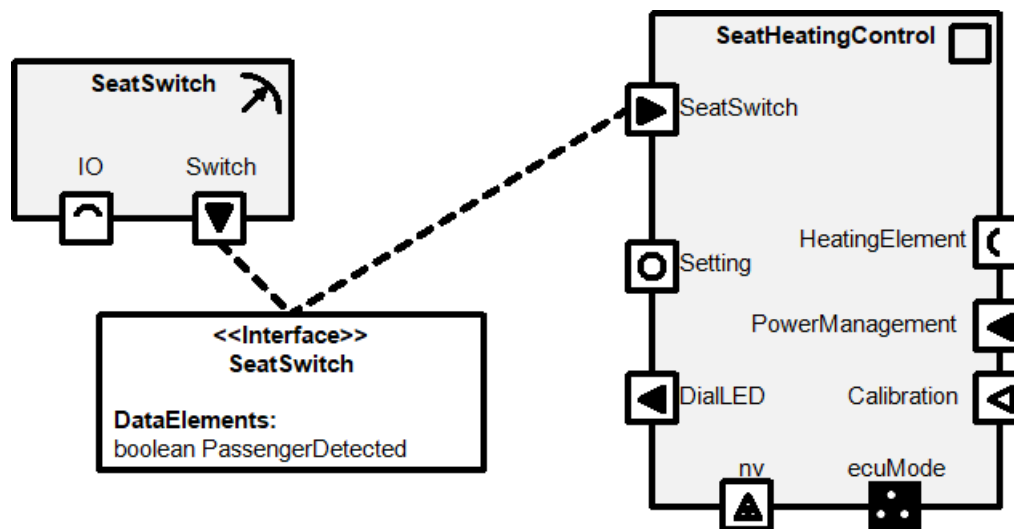 SeatSwitch
IO
Switch
<<Interface>>
SeatSwitch
DataElements:
boolean PassengerDetected
SeatHeatingControl
SeatSwitch
HeatingElement
Setting
PowerManagement
DialLED
Calibration
nv
ecuMode